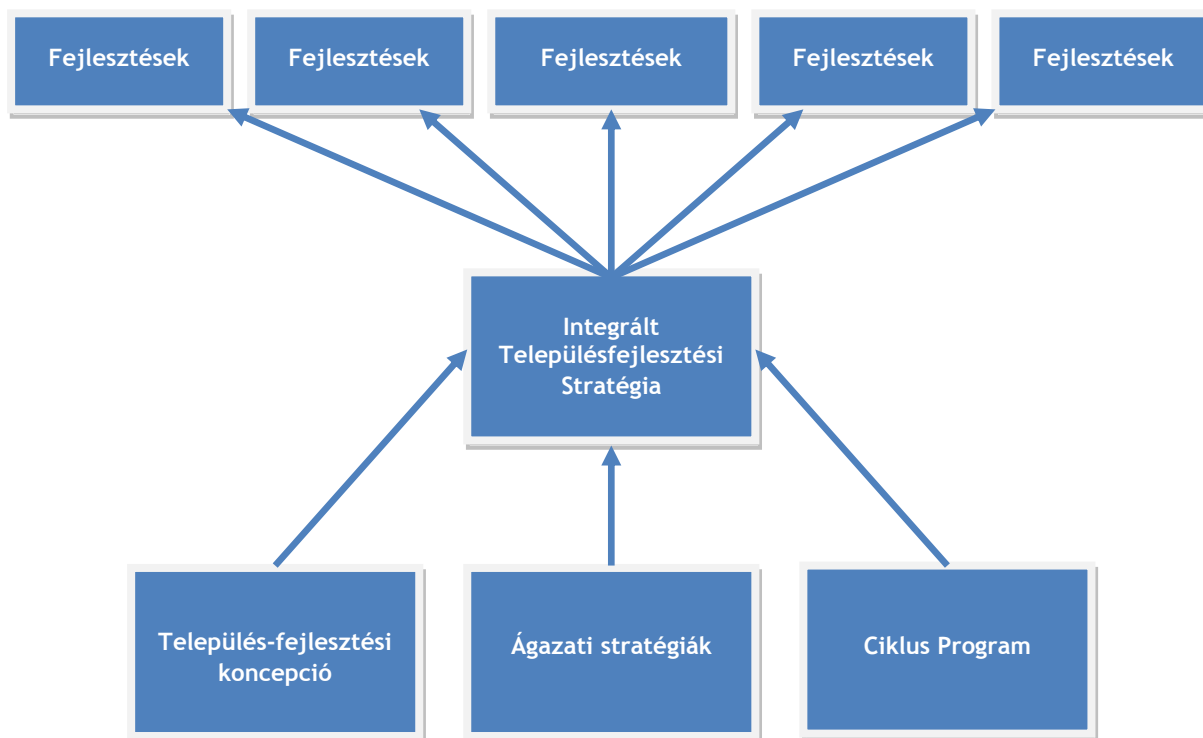 Fejlesztések
Fejlesztések
Fejlesztések
Fejlesztések
Fejlesztések
Integrált
Településfejlesztési
Stratégia
Település-fejlesztési
koncepció
Ágazati stratégiák
Ciklus Program